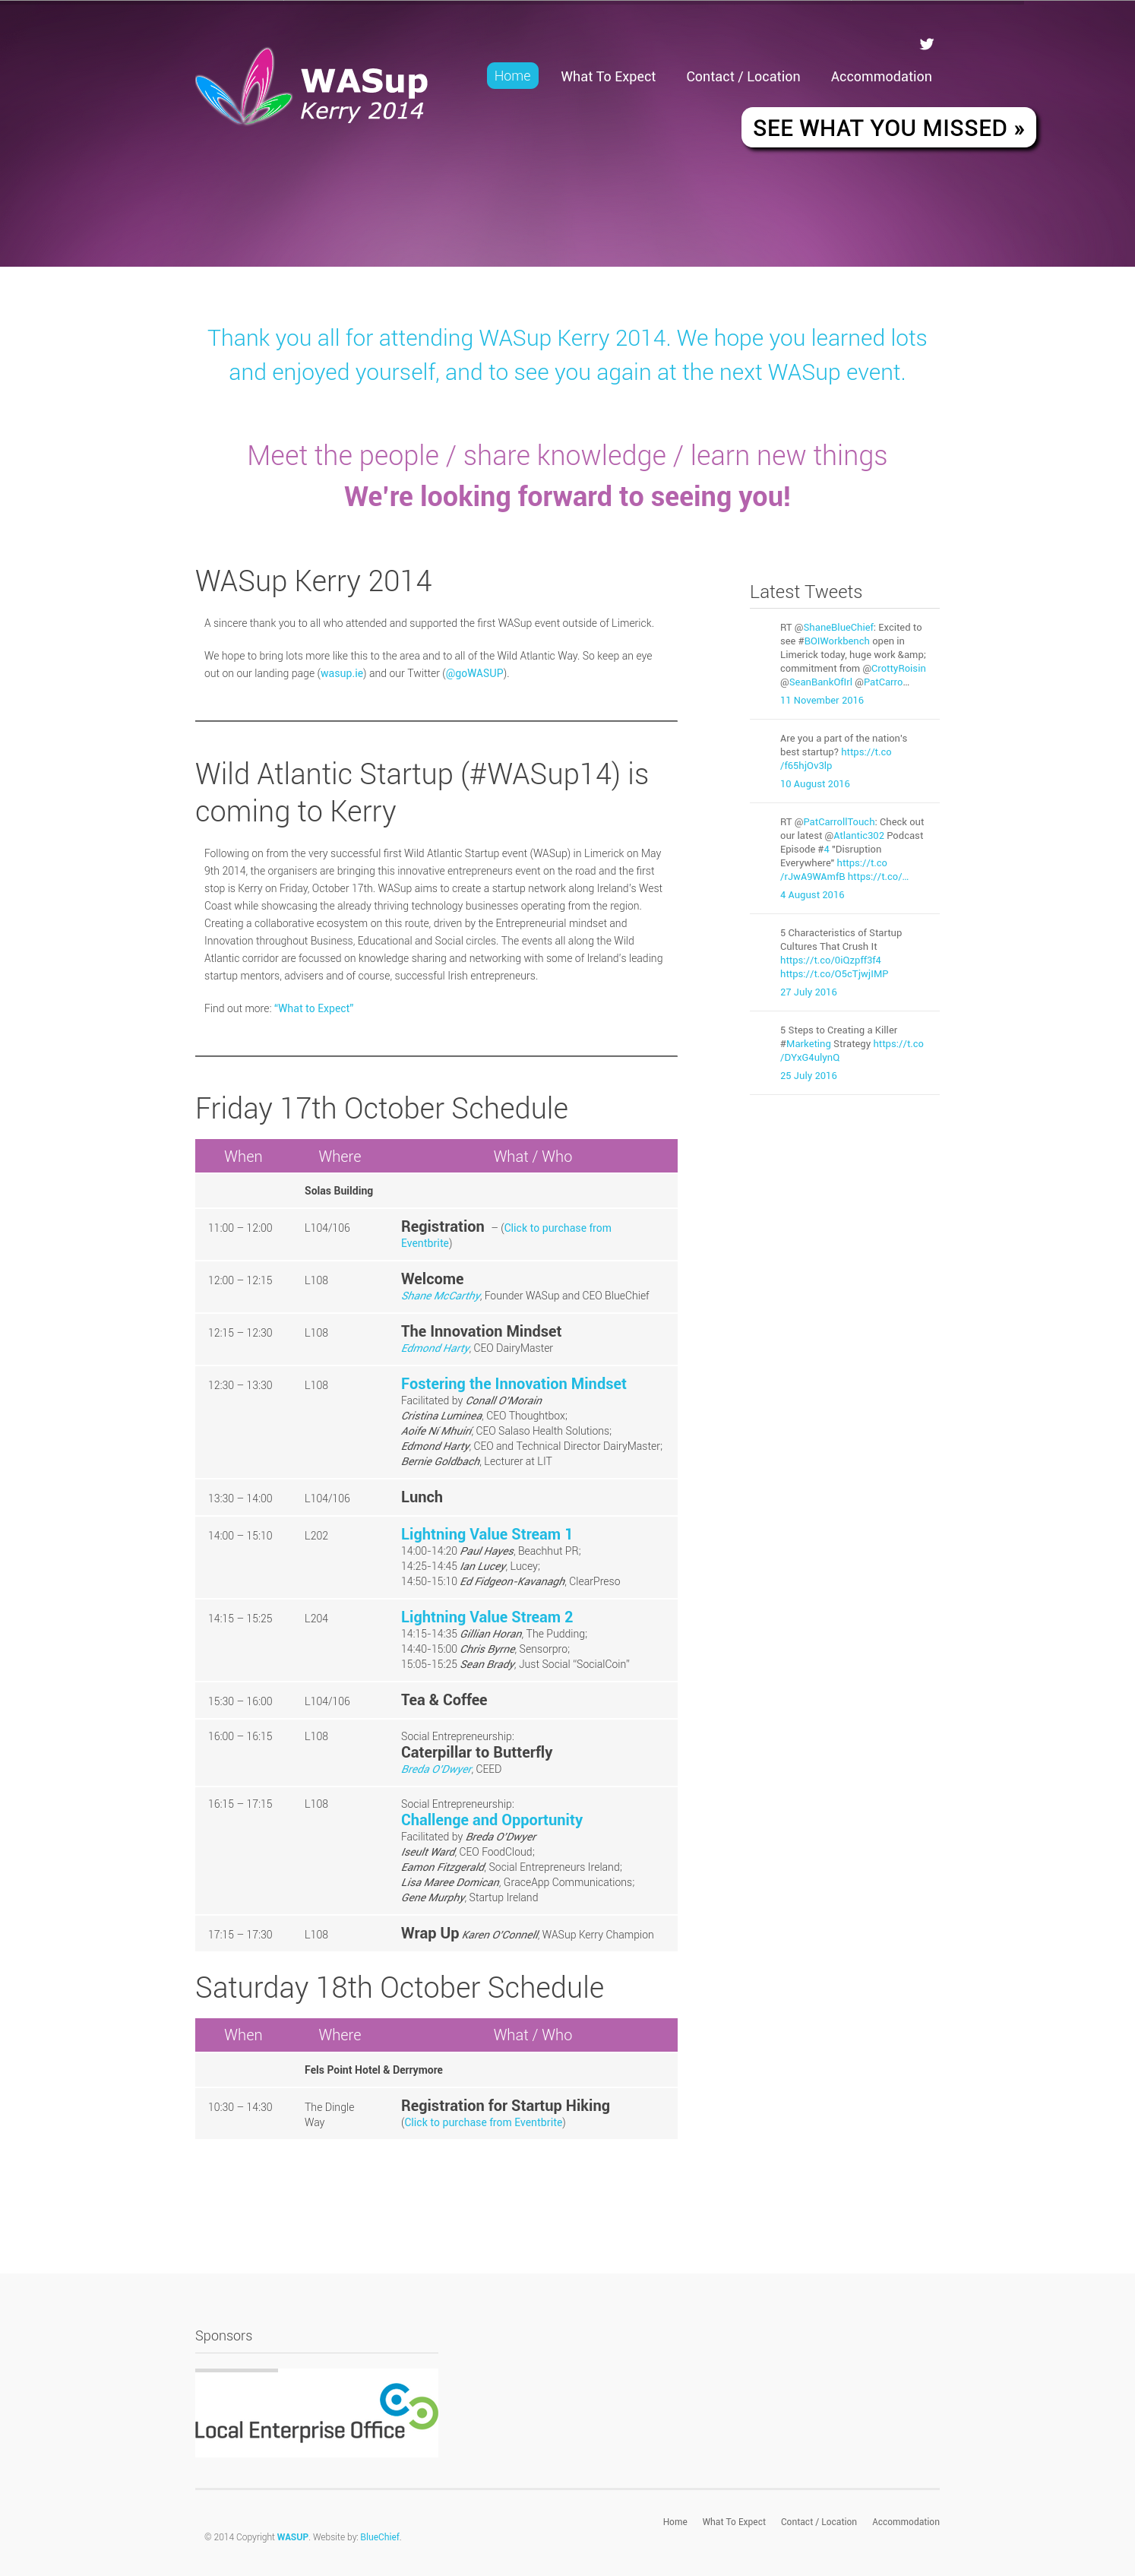 WASup
Kerry 2014
Home
What To Expect
Contact / Location
Accommodation
SEE WHAT YOU MISSED »
Thank you all for attending WASup Kerry 2014. We hope you learned lots
and enjoyed yourself, and to see you again at the next WASup event.
Meet the people / share knowledge / learn new things
We're looking forward to seeing you!
WASup Kerry 2014
A sincere thank you to all who attended and supported the first WASup event outside of Limerick.
We hope to bring lots more like this to the area and to all of the Wild Atlantic Way. So keep an eye
out on our landing page (wasup.ie) and our Twitter (@goWASUP).
Wild Atlantic Startup (#WASup14) is
coming to Kerry
Following on from the very successful first Wild Atlantic Startup event (WASup) in Limerick on May
9th 2014, the organisers are bringing this innovative entrepreneurs event on the road and the first
stop is Kerry on Friday, October 17th. WASup aims to create a startup network along Ireland's West
Coast while showcasing the already thriving technology businesses operating from the region.
Creating a collaborative ecosystem on this route, driven by the Entrepreneurial mindset and
Innovation throughout Business, Educational and Social circles. The events all along the Wild
Atlantic corridor are focussed on knowledge sharing and networking with some of Ireland's leading
startup mentors, advisers and of course, successful Irish entrepreneurs.
Find out more: "What to Expect"
Friday 17th October Schedule
When Where What / Who
Solas Building
11:00 – 12:00 L104/106 Registration – (Click to purchase from
Eventbrite)
12:00 – 12:15 L108 Welcome
Shane McCarthy, Founder WASup and CEO BlueChief
12:15 – 12:30 L108 The Innovation Mindset
Edmond Harty, CEO DairyMaster
12:30 – 13:30 L108 Fostering the Innovation Mindset
Facilitated by Conall O'Morain
Cristina Luminea, CEO Thoughtbox;
Aoife Ní Mhuirí, CEO Salaso Health Solutions;
Edmond Harty, CEO and Technical Director DairyMaster;
Bernie Goldbach, Lecturer at LIT
13:30 – 14:00 L104/106 Lunch
14:00 – 15:10 L202 Lightning Value Stream 1
14:00-14:20 Paul Hayes, Beachhut PR;
14:25-14:45 Ian Lucey, Lucey;
14:50-15:10 Ed Fidgeon-Kavanagh, ClearPreso
14:15 – 15:25 L204 Lightning Value Stream 2
14:15-14:35 Gillian Horan, The Pudding;
14:40-15:00 Chris Byrne, Sensorpro;
15:05-15:25 Sean Brady, Just Social "SocialCoin"
15:30 – 16:00 L104/106 Tea & Coffee
16:00 – 16:15 L108 Social Entrepreneurship:
Caterpillar to Butterfly
Breda O'Dwyer, CEED
16:15 – 17:15 L108 Social Entrepreneurship:
Challenge and Opportunity
Facilitated by Breda O'Dwyer
Iseult Ward, CEO FoodCloud;
Eamon Fitzgerald, Social Entrepreneurs Ireland;
Lisa Maree Domican, GraceApp Communications;
Gene Murphy, Startup Ireland
17:15 – 17:30 L108 Wrap Up Karen O'Connell, WASup Kerry Champion
Saturday 18th October Schedule
When Where What / Who
Fels Point Hotel & Derrymore
10:30 – 14:30 The Dingle Registration for Startup Hiking
Way (Click to purchase from Eventbrite)
Latest Tweets
RT @ShaneBlueChief: Excited to
see #BOIWorkbench open in
Limerick today, huge work &amp;
commitment from @CrottyRoisin
@SeanBankOfIrl @PatCarro…
11 November 2016
Are you a part of the nation's
best startup? https://t.co
/f65hjOv3lp
10 August 2016
RT @PatCarrollTouch: Check out
our latest @Atlantic302 Podcast
Episode #4 "Disruption
Everywhere" https://t.co
/rJwA9WAmfB https://t.co/…
4 August 2016
5 Characteristics of Startup
Cultures That Crush It
https://t.co/0iQzpff3f4
https://t.co/O5cTjwjIMP
27 July 2016
5 Steps to Creating a Killer
#Marketing Strategy https://t.co
/DYxG4ulynQ
25 July 2016
Sponsors
Local Enterprise Office
Home What To Expect Contact / Location Accommodation
© 2014 Copyright WASUP. Website by: BlueChief.